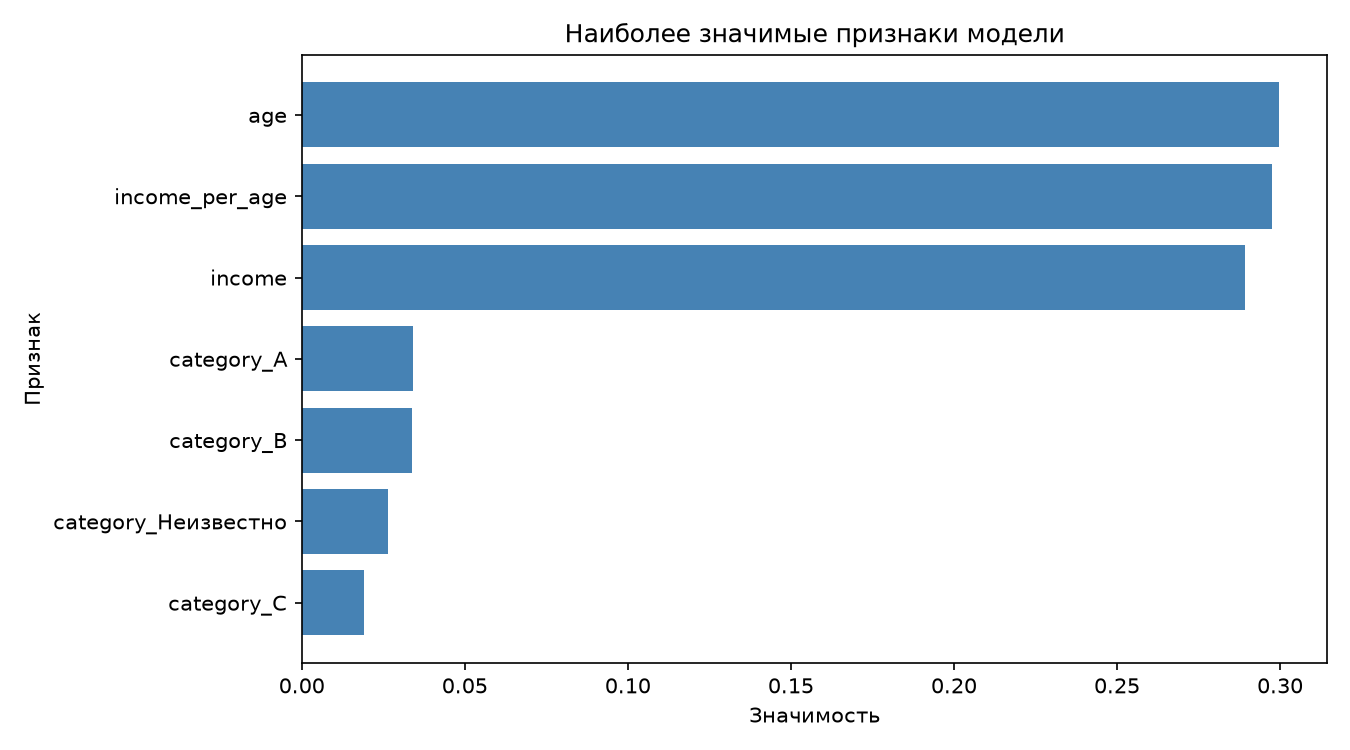 Наиболее значимые признаки модели
age
income_per_age
income
category_A
category_B
category_Неизвестно
category_C
Признак
0.00 0.05 0.10 0.15 0.20 0.25 0.30
Значимость